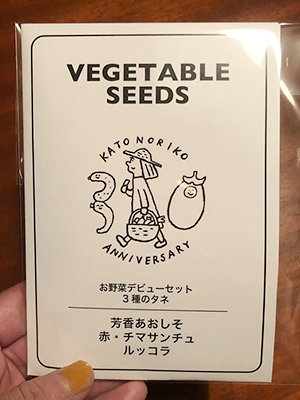 VEGETABLE
SEEDS
KATO NORIKO
310
ANNIVERSARY
お野菜デビューセット
3種のタネ
芳香あおしそ
赤・チマサンチュ
ルッコラ